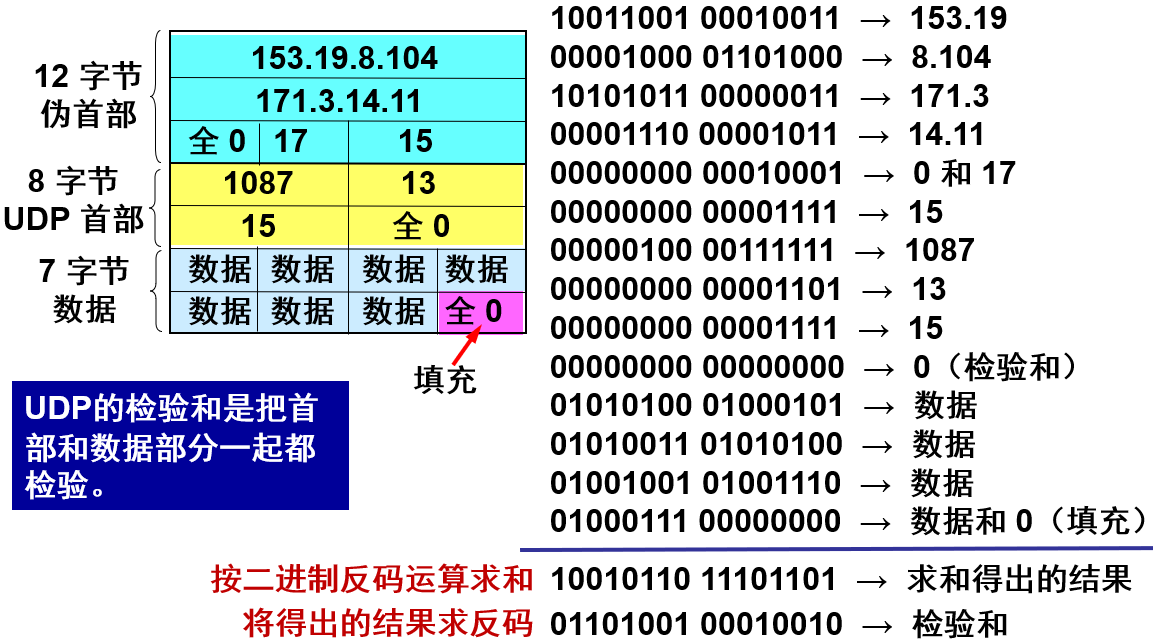 12 字节
伪首部
153.19.8.104
171.3.14.11
全 0 17 15
8 字节
UDP 首部
1087 13
15 全 0
7 字节
数据
数据 数据 数据 数据
数据 数据 数据 全 0
填充
UDP的检验和是把首
部和数据部分一起都
检验。
10011001 00010011 → 153.19
00001000 01101000 → 8.104
10101011 00000011 → 171.3
00001110 00001011 → 14.11
00000000 00010001 → 0 和 17
00000000 00001111 → 15
00000100 00111111 → 1087
00000000 00001101 → 13
00000000 00001111 → 15
00000000 00000000 → 0（检验和）
01010100 01000101 → 数据
01010011 01010100 → 数据
01001001 01001110 → 数据
01000111 00000000 → 数据和 0（填充）
按二进制反码运算求和 10010110 11101101 → 求和得出的结果
将得出的结果求反码 01101001 00010010 → 检验和